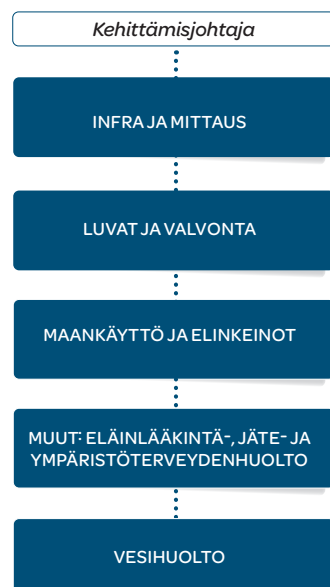 Kehittämisjohtaja
INFRA JA MITTAUS
LUVAT JA VALVONTA
MAANKÄYTTÖ JA ELINKEINOT
MUUT: ELÄINLÄÄKINTÄ-, JÄTE- JA
YMPÄRISTÖTERVEYDENHUOLTO
VESIHUOLTO